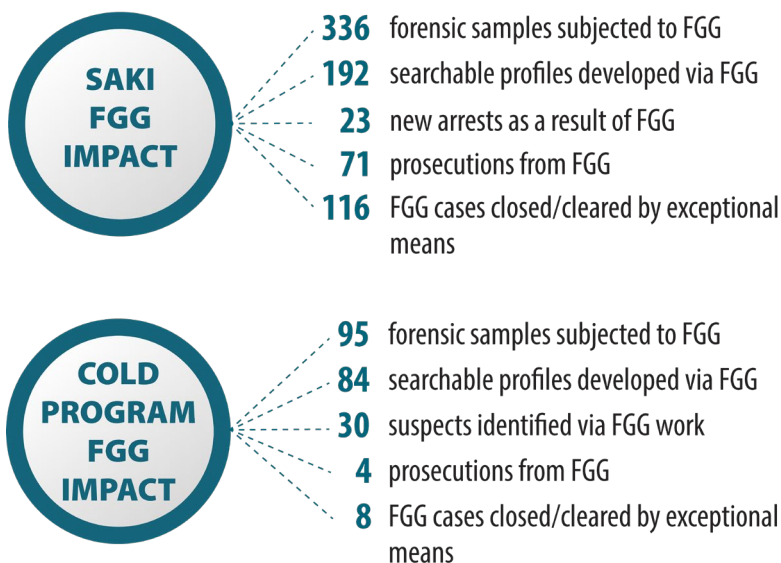 SAKI
FGG
IMPACT
336 forensic samples subjected to FGG
192 searchable profiles developed via FGG
23 new arrests as a result of FGG
71 prosecutions from FGG
116 FGG cases closed/cleared by exceptional
means
COLD
PROGRAM
FGG
IMPACT
95 forensic samples subjected to FGG
84 searchable profiles developed via FGG
30 suspects identified via FGG work
4 prosecutions from FGG
8 FGG cases closed/cleared by exceptional
means